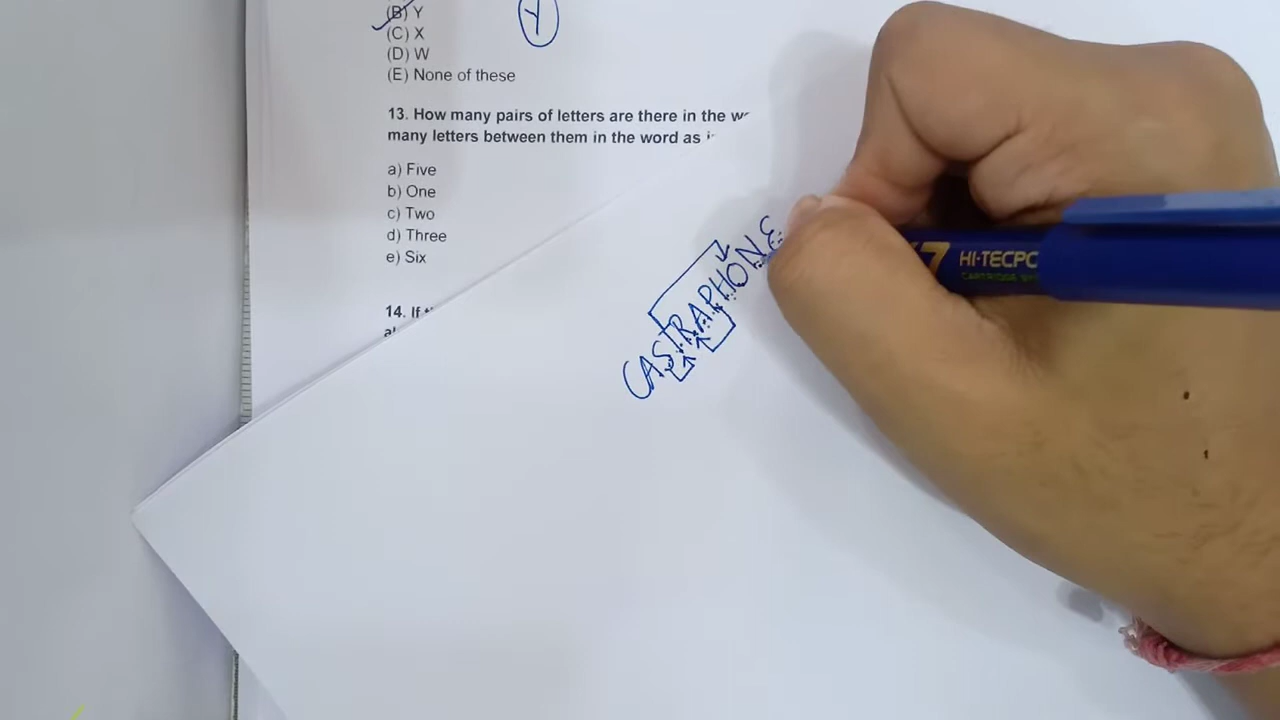 (B) Y
Y
(C) X
(D) W
(E) None of these
13. How many pairs of letters are there in the
many letters between them in the word as
a) Five
b) One
c) Two
d) Three
e) Six
14. If
CASTRAPHONE
HI-TECPO